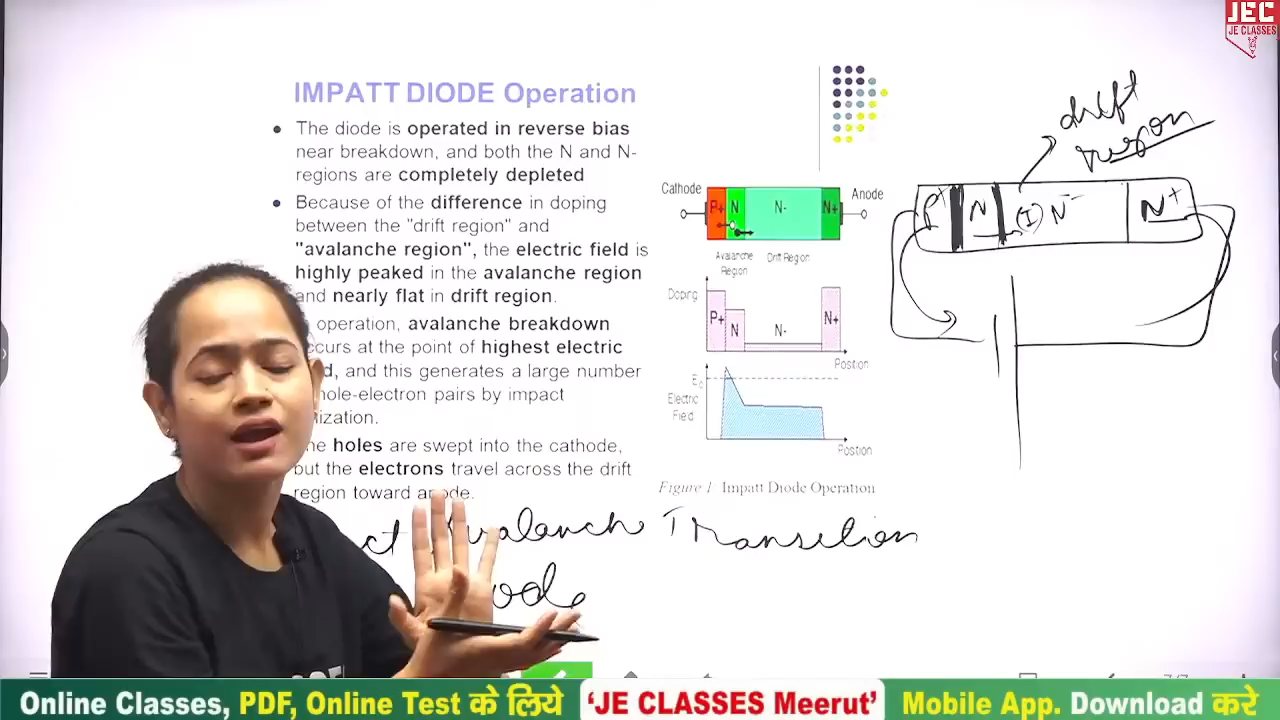 JEC
JE CLASSES
IMPATT DIODE Operation
The diode is operated in reverse bias
near breakdown, and both the N and N-
regions are completely depleted
Because of the difference in doping
between the "drift region" and
"avalanche region", the electric field is
highly peaked in the avalanche region
and nearly flat in drift region.
operation, avalanche breakdown
occurs at the point of highest electric
and this generates a large number
hole-electron pairs by impact
holes are swept into the cathode,
but the electrons travel across the drift
region toward anode.
Cathode
Anode
P+ N N- N+
Avalanche
Region
Drift Region
Doping
P+ N N- N+
Position
Electric
Field
Position
Figure 1 Impatt Diode Operation
drift
region
P+ N (I) N- N+
Avalanch Transition
Online Classes, PDF, Online Test के लिये 'JE CLASSES Meerut' Mobile App. Download करे